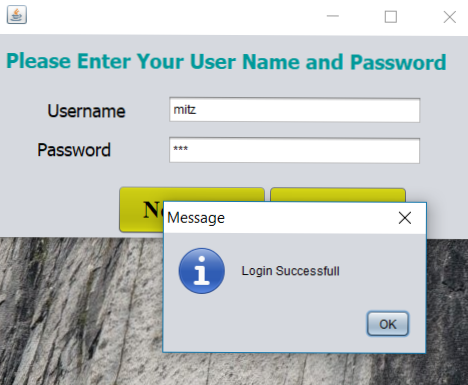 Please Enter Your User Name and Password
Username
mitz
Password
***
Message
Login Successfull
OK